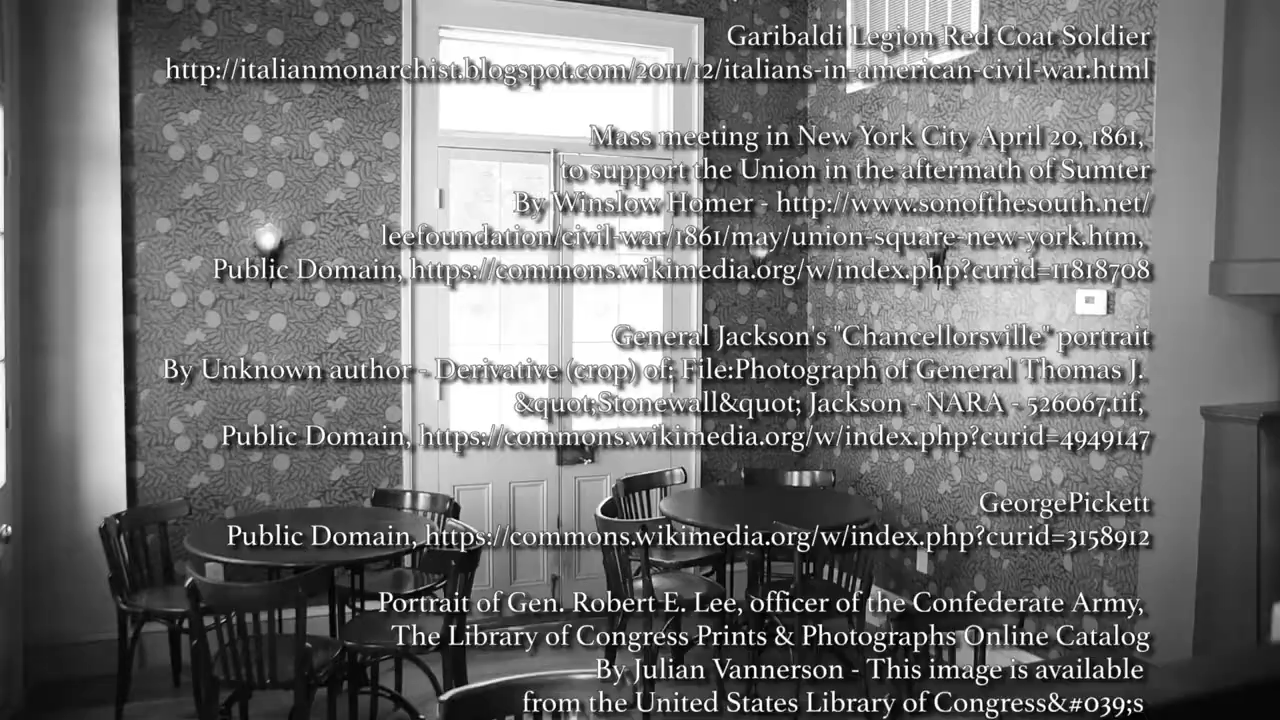 Garibaldi Legion Red Coat Soldier
http://italianmonarchist.blogspot.com/2011/12/italians-in-american-civil-war.html
Mass meeting in New York City April 20, 1861,
to support the Union in the aftermath of Sumter
By Winslow Homer - http://www.sonofthesouth.net/
leefoundation/civil-war/1861/may/union-square-new-york.htm,
Public Domain, https://commons.wikimedia.org/w/index.php?curid=11818708
General Jackson's "Chancellorsville" portrait
By Unknown author - Derivative (crop) of: File:Photograph of General Thomas J.
&quot;Stonewall&quot; Jackson - NARA - 526067.tif,
Public Domain, https://commons.wikimedia.org/w/index.php?curid=4949147
GeorgePickett
Public Domain, https://commons.wikimedia.org/w/index.php?curid=3158912
Portrait of Gen. Robert E. Lee, officer of the Confederate Army,
The Library of Congress Prints & Photographs Online Catalog
By Julian Vannerson - This image is available
from the United States Library of Congress&#039;s